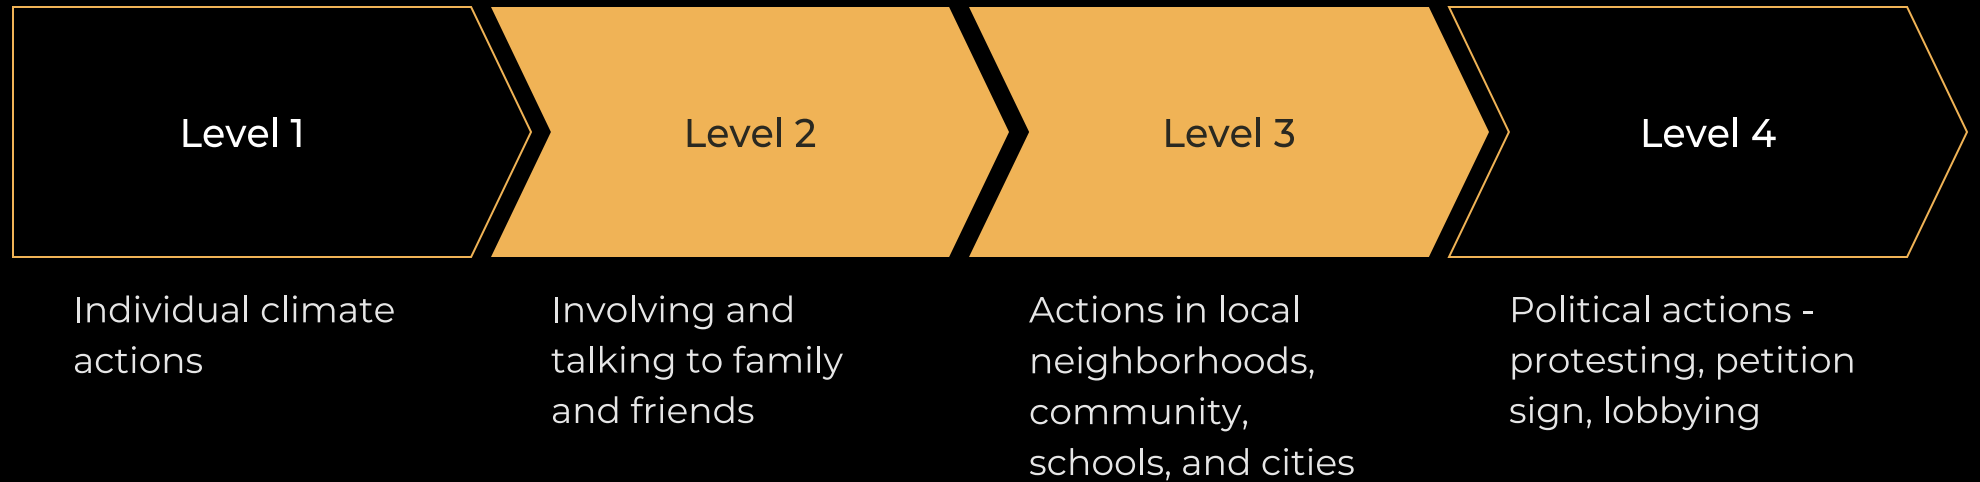 Level 1
Level 2
Level 3
Level 4
Individual climate
actions
Involving and
talking to family
and friends
Actions in local
neighborhoods,
community,
schools, and cities
Political actions -
protesting, petition
sign, lobbying